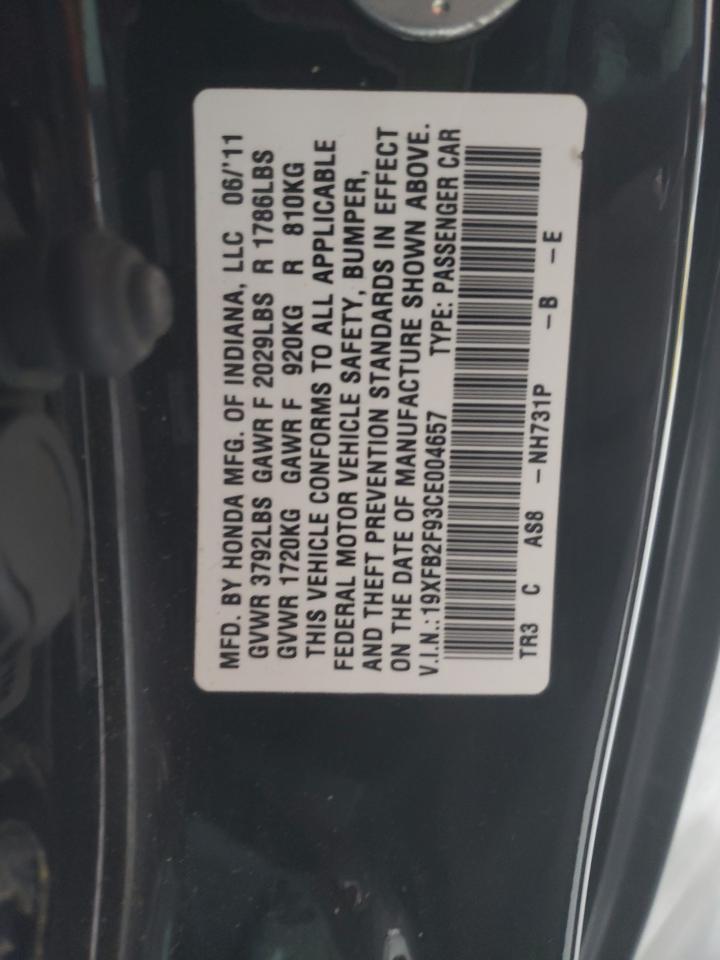 MFD. BY HONDA MFG. OF INDIANA, LLC 06/'11
GVWR 3792LBS GAWR F 2029LBS R 1786LBS
GVWR 1720KG GAWR F 920KG R 810KG
THIS VEHICLE CONFORMS TO ALL APPLICABLE
FEDERAL MOTOR VEHICLE SAFETY, BUMPER,
AND THEFT PREVENTION STANDARDS IN EFFECT
ON THE DATE OF MANUFACTURE SHOWN ABOVE.
V.I.N.:19XFB2F93CE004657 TYPE: PASSENGER CAR
TR3 C AS8 -NH731P -B -E